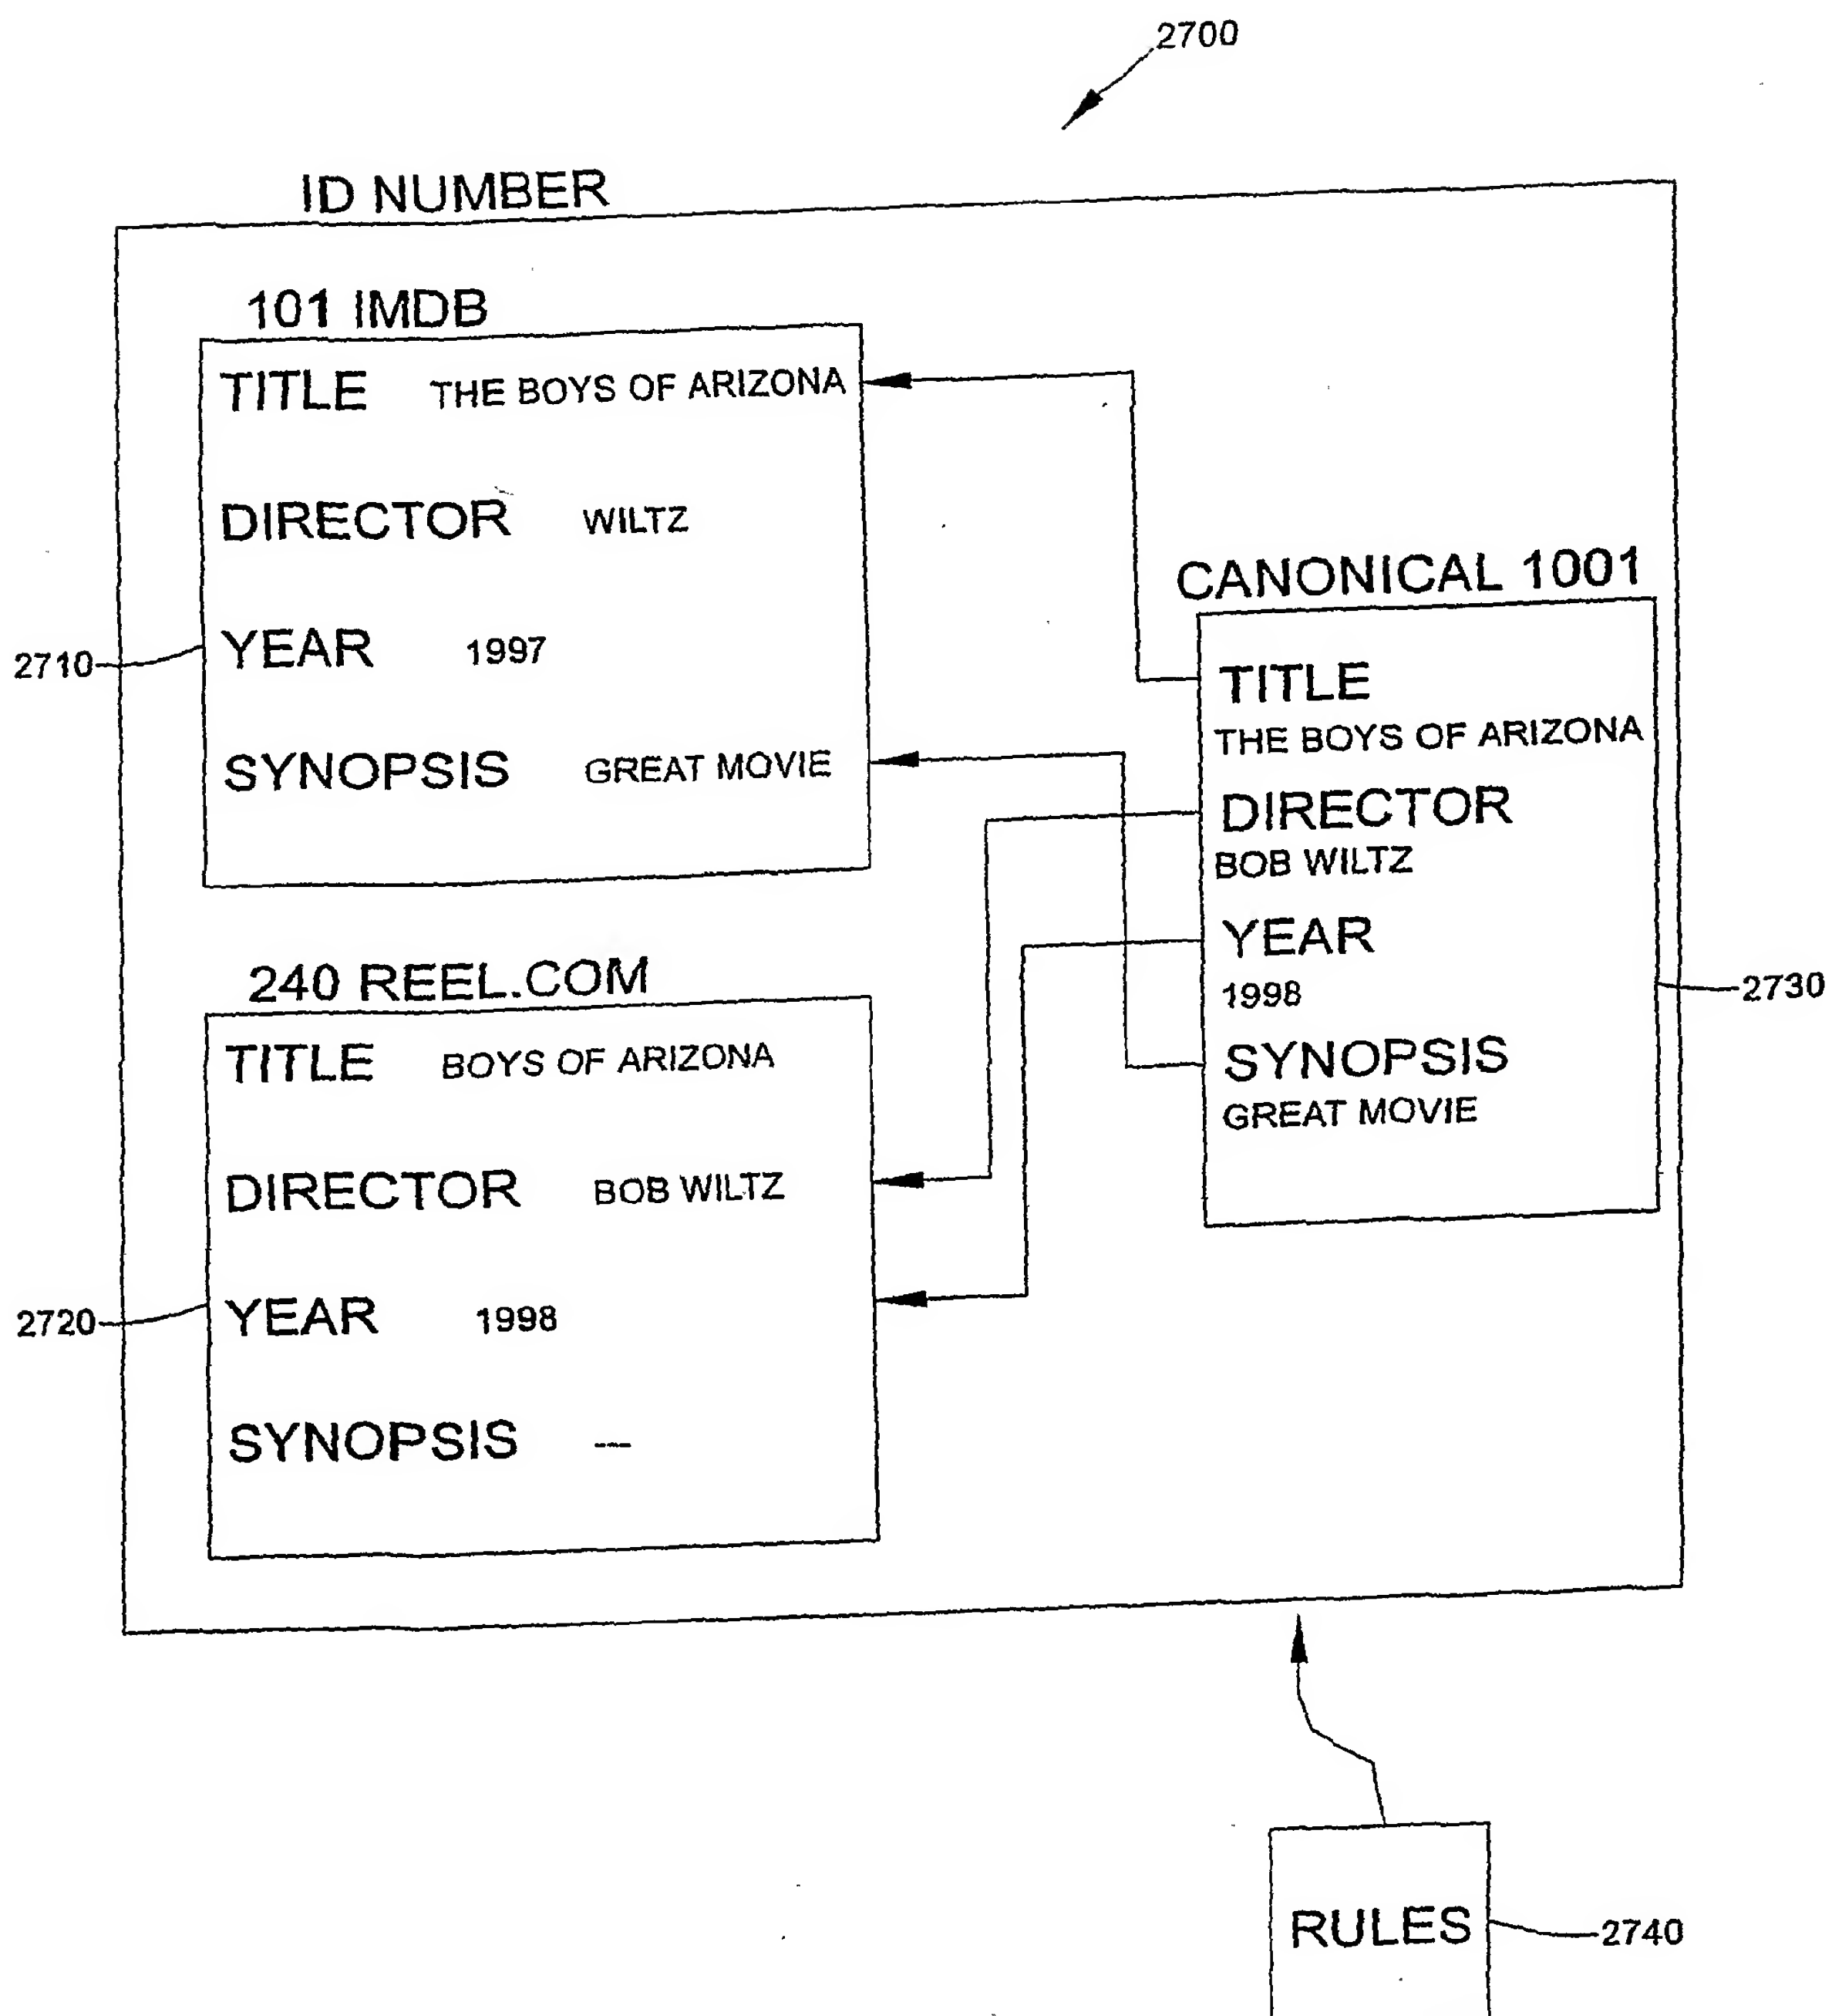 2700
ID NUMBER
101 IMDB
TITLE THE BOYS OF ARIZONA
DIRECTOR WILTZ
YEAR 1997
2710
SYNOPSIS GREAT MOVIE
CANONICAL 1001
TITLE
THE BOYS OF ARIZONA
DIRECTOR
BOB WILTZ
YEAR
1998
2730
SYNOPSIS
GREAT MOVIE
240 REEL.COM
TITLE BOYS OF ARIZONA
DIRECTOR BOB WILTZ
YEAR 1998
2720
SYNOPSIS ---
RULES
2740